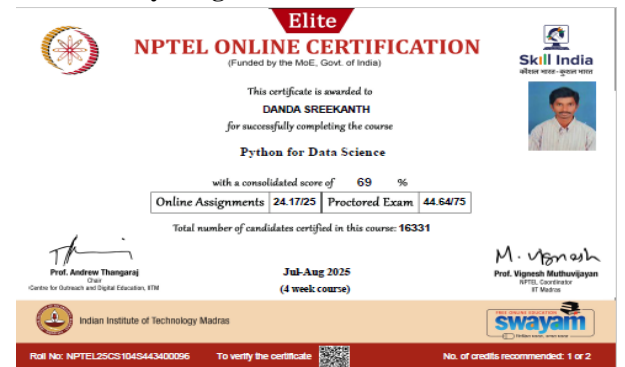 Elite
NPTEL ONLINE CERTIFICATION
(Funded by the MoE, Govt. of India)
Skill India
कौशल भारत-कुशल भारत
This certificate is awarded to
DANDA SREEKANTH
for successfully completing the course
Python for Data Science
with a consolidated score of 69 %
Online Assignments 24.17/25 Proctored Exam 44.64/75
Total number of candidates certified in this course: 16331
M. Vignesh
Prof. Andrew Thangaraj
Chair
Centre for Outreach and Digital Education, IITM
Jul-Aug 2025
(4 week course)
Prof. Vignesh Muthuvijayan
NPTEL, Coordinator
IIT Madras
Indian Institute of Technology Madras
FREE ONLINE EDUCATION
swayam
Roll No: NPTEL25CS104S443400096 To verify the certificate No. of credits recommended: 1 or 2